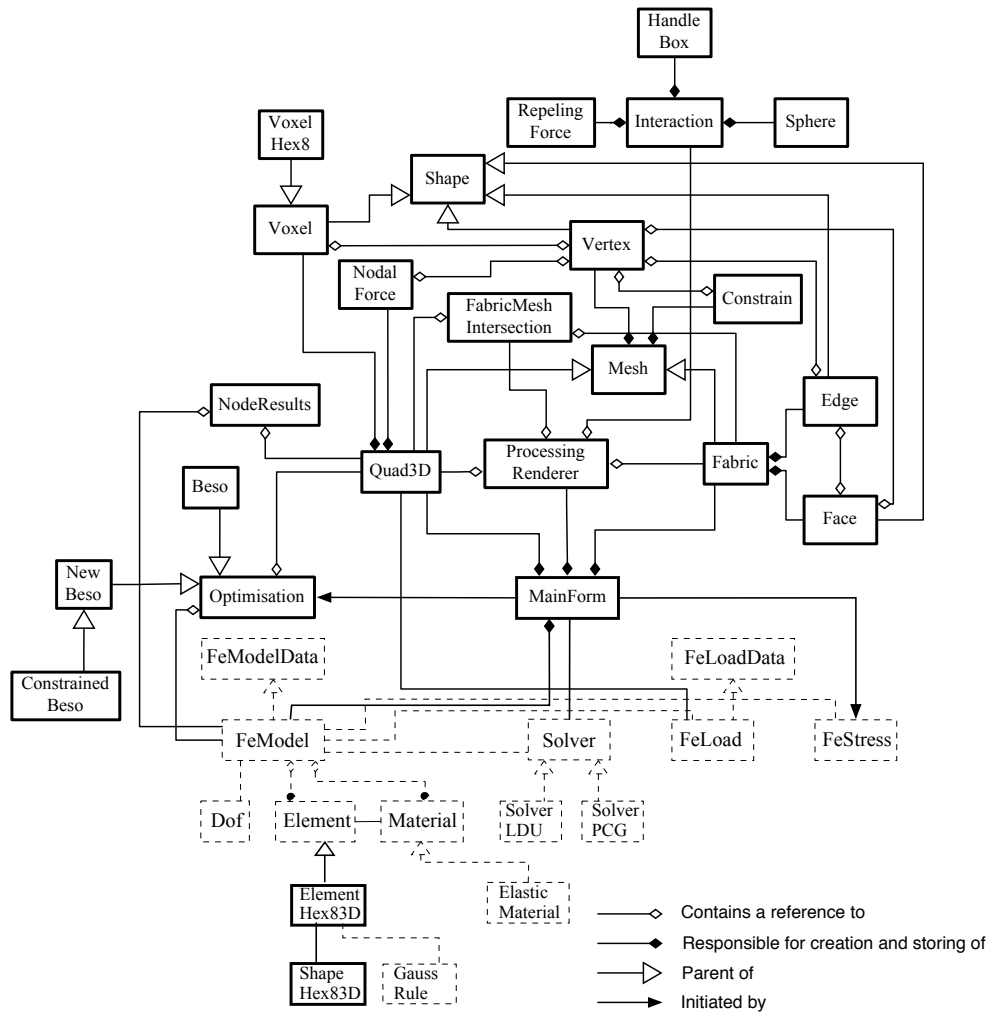 Handle
Box
Repeling
Force
Interaction
Sphere
Voxel
Hex8
Shape
Voxel
Vertex
Nodal
Force
Constrain
FabricMesh
Intersection
Mesh
NodeResults
Edge
Processing
Renderer
Fabric
Quad3D
Beso
Face
New
Beso
Optimisation
MainForm
FeModelData
FeLoadData
Constrained
Beso
FeModel
Solver
FeLoad
FeStress
Dof
Element
Material
Solver
LDU
Solver
PCG
Element
Hex83D
Elastic
Material
Shape
Hex83D
Gauss
Rule
Contains a reference to
Responsible for creation and storing of
Parent of
Initiated by